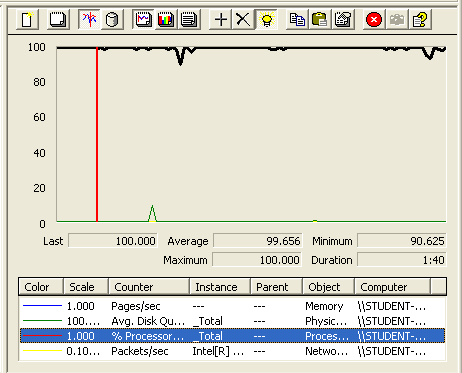 100
80
60
40
20
0
Last 100.000 Average 99.656 Minimum 90.625
Maximum 100.000 Duration 1:40
Color Scale Counter Instance Parent Object Computer
1.000 Pages/sec --- --- Memory \\STUDENT-...
100.... Avg. Disk Qu... _Total --- Physic... \\STUDENT-...
1.000 % Processor... _Total --- Proces... \\STUDENT-...
0.10... Packets/sec Intel[R] ... --- Netwo... \\STUDENT-...